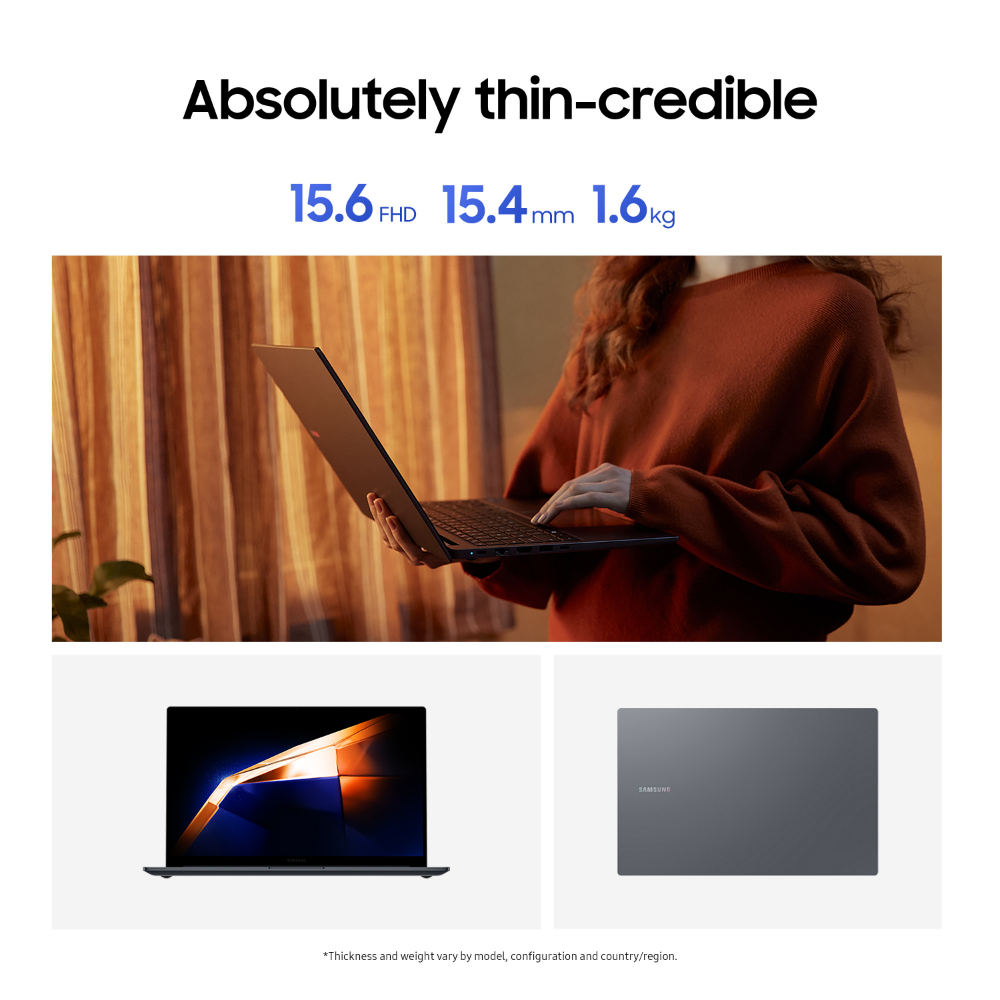 Absolutely thin-credible
15.6 FHD 15.4 mm 1.6 kg
SAMSUNG
*Thickness and weight vary by model, configuration and country/region.